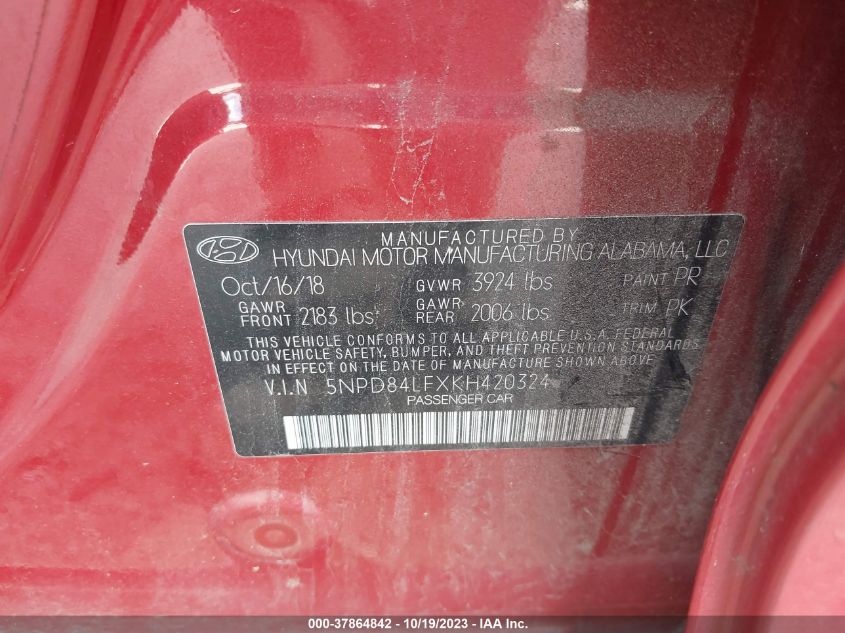 MANUFACTURED BY
HYUNDAI MOTOR MANUFACTURING ALABAMA, LLC
Oct/16/18 GVWR 3924 lbs PAINT PR
GAWR FRONT 2183 lbs GAWR REAR 2006 lbs TRIM PK
THIS VEHICLE CONFORMS TO ALL APPLICABLE U.S.A. FEDERAL
MOTOR VEHICLE SAFETY, BUMPER, AND THEFT PREVENTION STANDARDS
IN EFFECT ON THE DATE OF MANUFACTURE SHOWN ABOVE.
V.I.N 5NPD84LFXKH420324
PASSENGER CAR
000-37864842 - 10/19/2023 - IAA Inc.